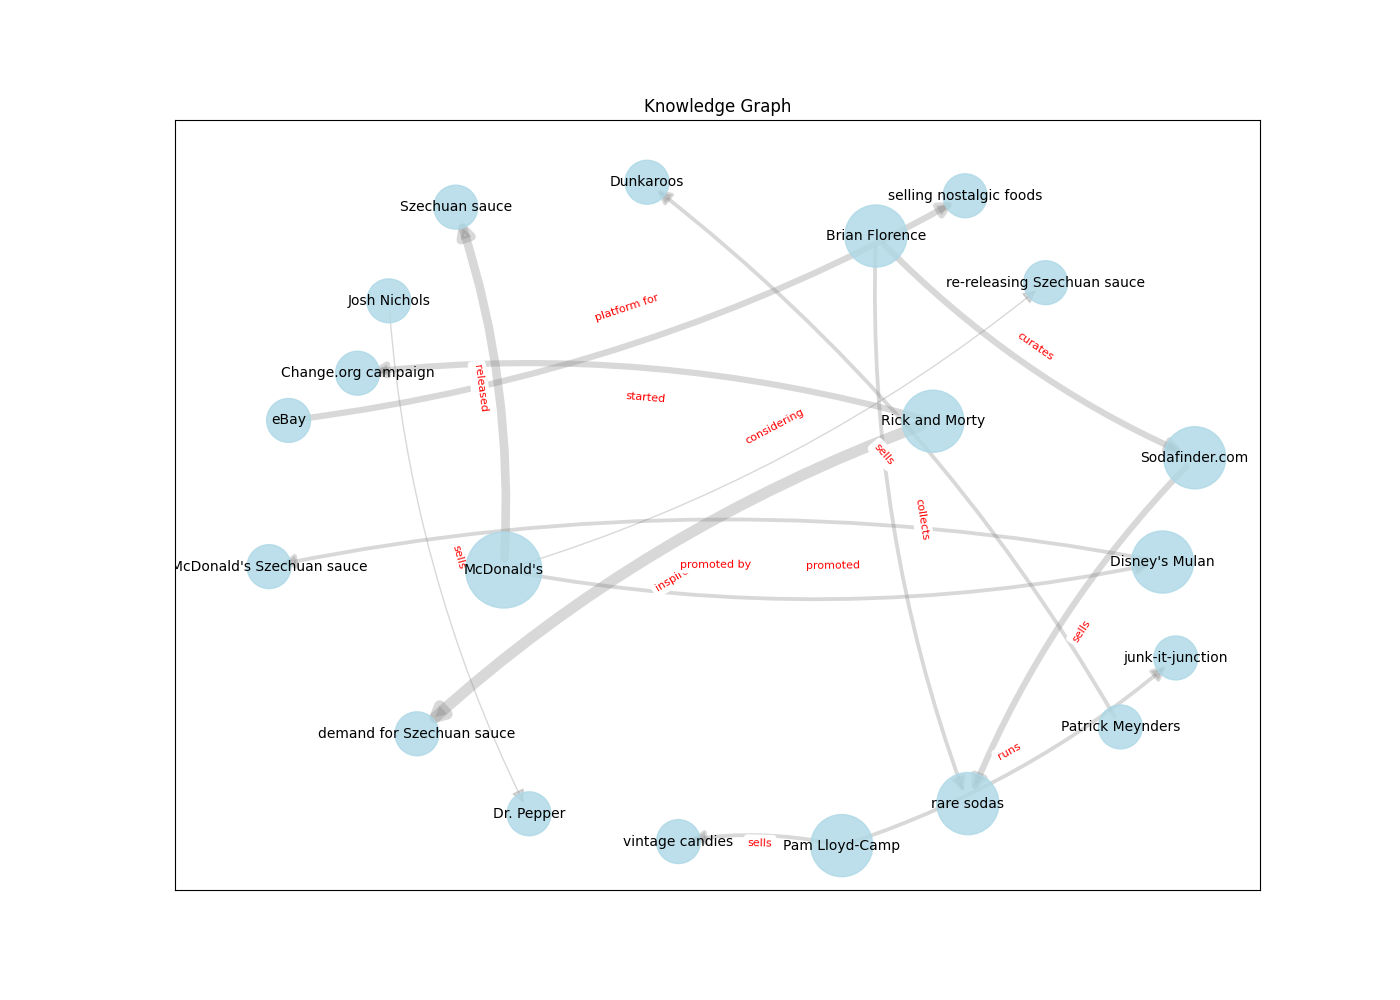 Knowledge Graph
Dunkaroos
selling nostalgic foods
Szechuan sauce
Brian Florence
re-releasing Szechuan sauce
Josh Nichols
platform for
curates
Change.org campaign
released
started
eBay
considering
Rick and Morty
sells
Sodafinder.com
collects
sells
McDonald's Szechuan sauce
McDonald's
inspir
promoted by
promoted
Disney's Mulan
sells
junk-it-junction
demand for Szechuan sauce
Patrick Meynders
runs
Dr. Pepper
rare sodas
vintage candies
sells
Pam Lloyd-Camp